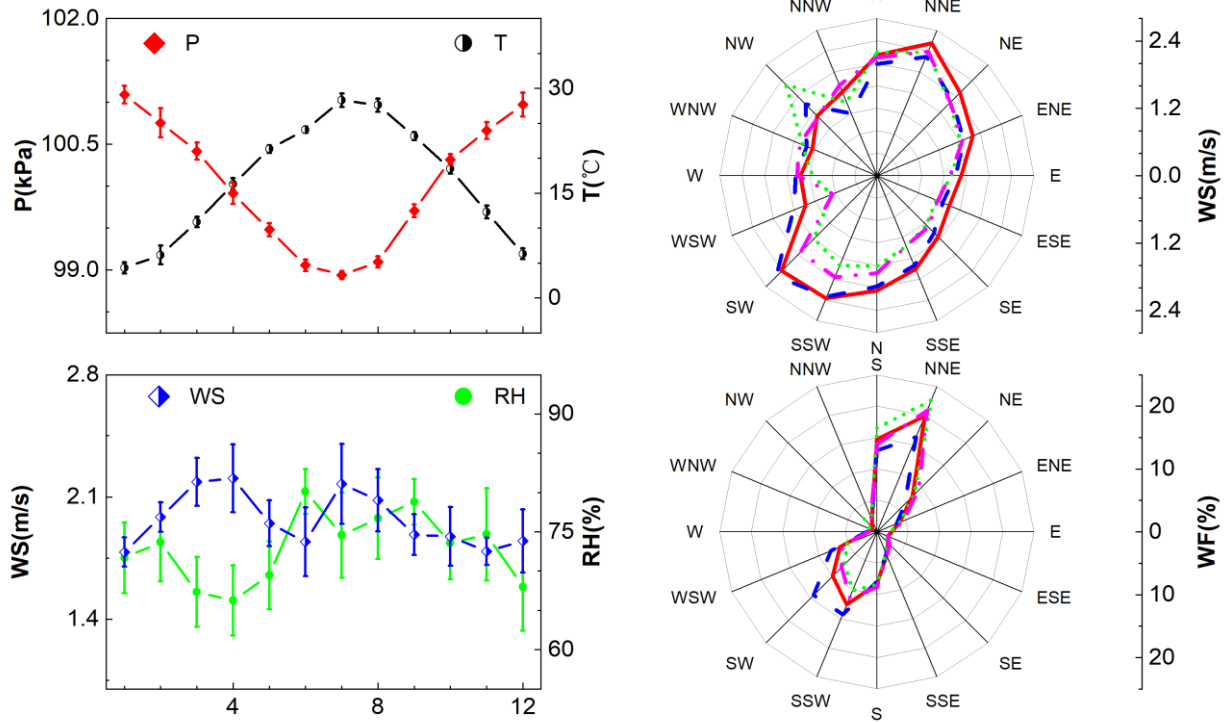 102.0
P
T
100.5
99.0
P(kPa)
30
15
0
T(℃)
2.8
WS
RH
2.1
1.4
WS(m/s)
90
75
60
RH(%)
4
8
12
NNW
NNE
NW
NE
WNW
ENE
W
E
WSW
ESE
SW
SE
SSW
SSE
S
2.4
1.2
0.0
1.2
2.4
WS(m/s)
N
NNW
NNE
NW
NE
WNW
ENE
W
E
WSW
ESE
SW
SE
SSW
SSE
S
20
10
0
10
20
WF(%)